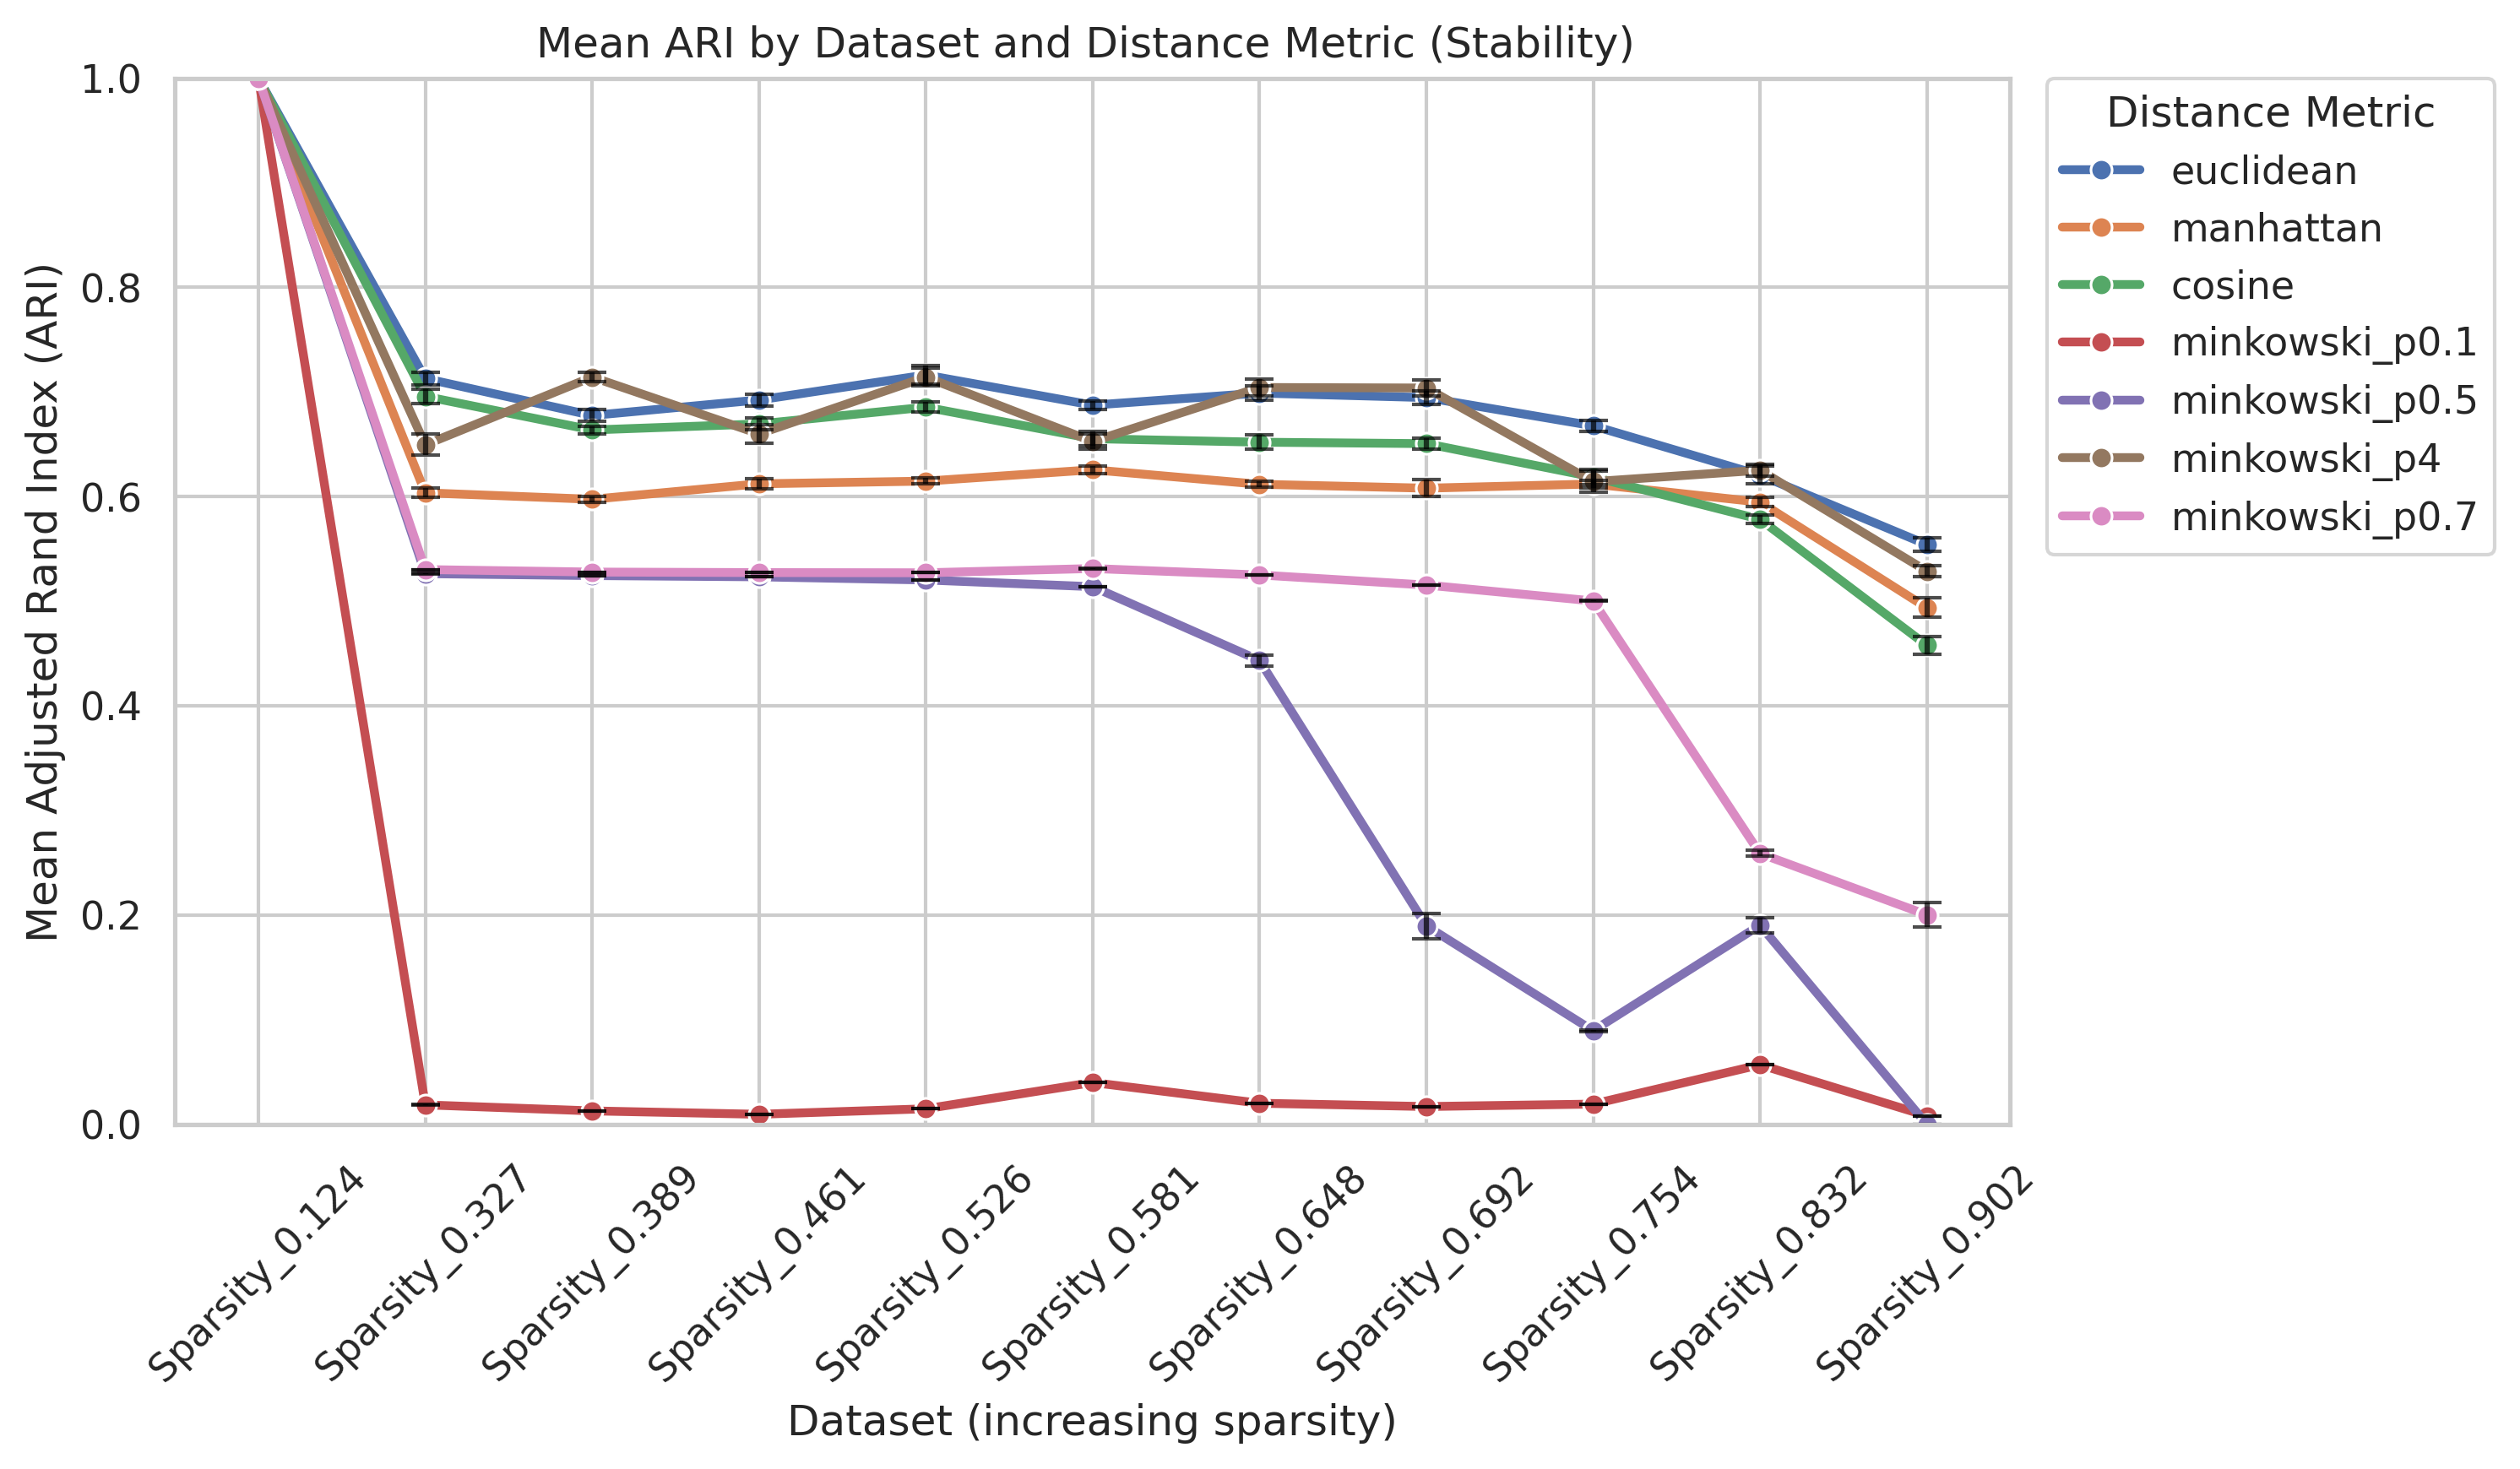 Mean ARI by Dataset and Distance Metric (Stability)
Mean Adjusted Rand Index (ARI)
1.0
0.8
0.6
0.4
0.2
0.0
Sparsity_0.124
Sparsity_0.327
Sparsity_0.389
Sparsity_0.461
Sparsity_0.526
Sparsity_0.581
Sparsity_0.648
Sparsity_0.692
Sparsity_0.754
Sparsity_0.832
Sparsity_0.902
Dataset (increasing sparsity)
Distance Metric
euclidean
manhattan
cosine
minkowski_p0.1
minkowski_p0.5
minkowski_p4
minkowski_p0.7